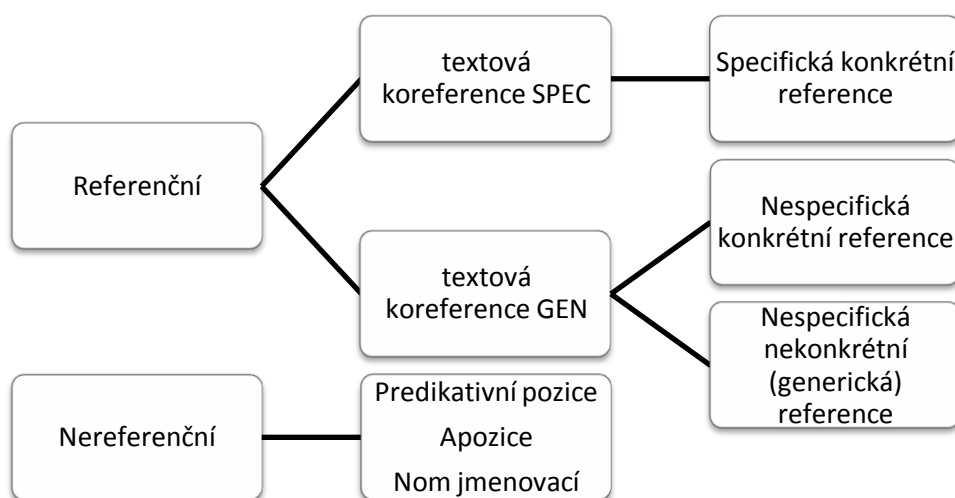 Referenční
textová
koreference SPEC
Specifická konkrétní
reference
textová
koreference GEN
Nespecifická
konkrétní reference
Nespecifická
nekonkrétní
(generická)
reference
Nereferenční
Predikativní pozice
Apozice
Nom jmenovací